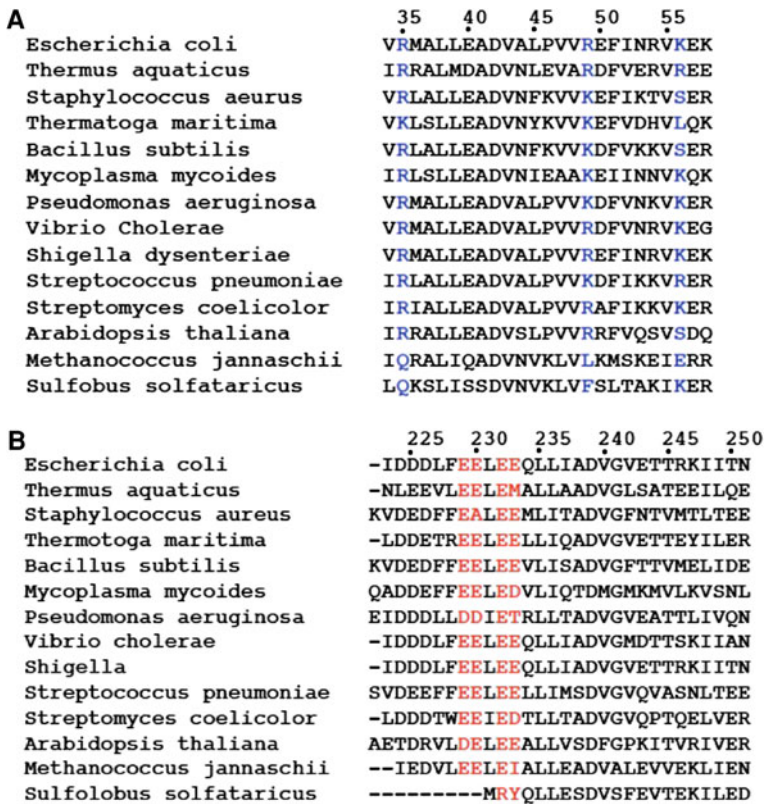 A 35 40 45 50 55
Escherichia coli VRMALLEADVALPVVREFINRVKEK
Thermus aquaticus IRRALMDADVNLEVARDFVERVREE
Staphylococcus aeurus VRLALLEADVNFKVVKEFIKTVSER
Thermatoga maritima VKLSLLEADVNYKVVKEFVDHVLQK
Bacillus subtilis VRLALLEADVNFKVVKDFVKKVSER
Mycoplasma mycoides IRLSLLEADVNIEAAKEIINNVKQK
Pseudomonas aeruginosa VRMALLEADVALPVVKDFVNKVKER
Vibrio Cholerae VRMALLEADVALPVVREFINRVKEG
Shigella dysenteriae VRMALLEADVALPVVREFINRVKEK
Streptococcus pneumoniae IRLALLEADVALPVVKDFIKKVRER
Streptomyces coelicolor IRIALLEADVALPVVRAFIKKVKER
Arabidopsis thaliana IRRALLEADVSLPVVRRFVQSVSDQ
Methanococcus jannaschii IQRALIQADVNVKLVLKMSKEIERR
Sulfobus solfataricus LQKSLISSDVNVKLVFSLTAKIKER
B 225 230 235 240 245 250
Escherichia coli -IDDDLFEELEEQLLIADVGVETTRKIITN
Thermus aquaticus -NLEEVLEELEMALLAADVGLSATEEILQE
Staphylococcus aureus KVDEDFFEALEEMLITADVGFNTVMTLTEE
Thermotoga maritima -LDDETREELEELLIQADVGVETTEYILER
Bacillus subtilis KVDEDFFEELEEVLISADVGFTTVMELIDE
Mycoplasma mycoides QADDEFFEELEDVLIQTDMGMKMVLKVSNL
Pseudomonas aeruginosa EIDDDLLDDIETRLLTADVGVEATTLIVQN
Vibrio cholerae -IDDDLFEELEEQLLIADVGMDTTSKIIAN
Shigella -IDDDLFEELEEQLLIADVGVETTRKIITN
Streptococcus pneumoniae SVDEEFFEELEELLIMSDVGVQVASNLTEE
Streptomyces coelicolor -LDDDTWEEIEDTLLTADVGVQPTQELVER
Arabidopsis thaliana AETDRVLDELEEALLVSDFGPKITVRIVER
Methanococcus jannaschii --IEDVLEELEIALLEADVALEVVEKLIEN
Sulfolobus solfataricus ---------MRYQLLESDVSFEVTEKILED